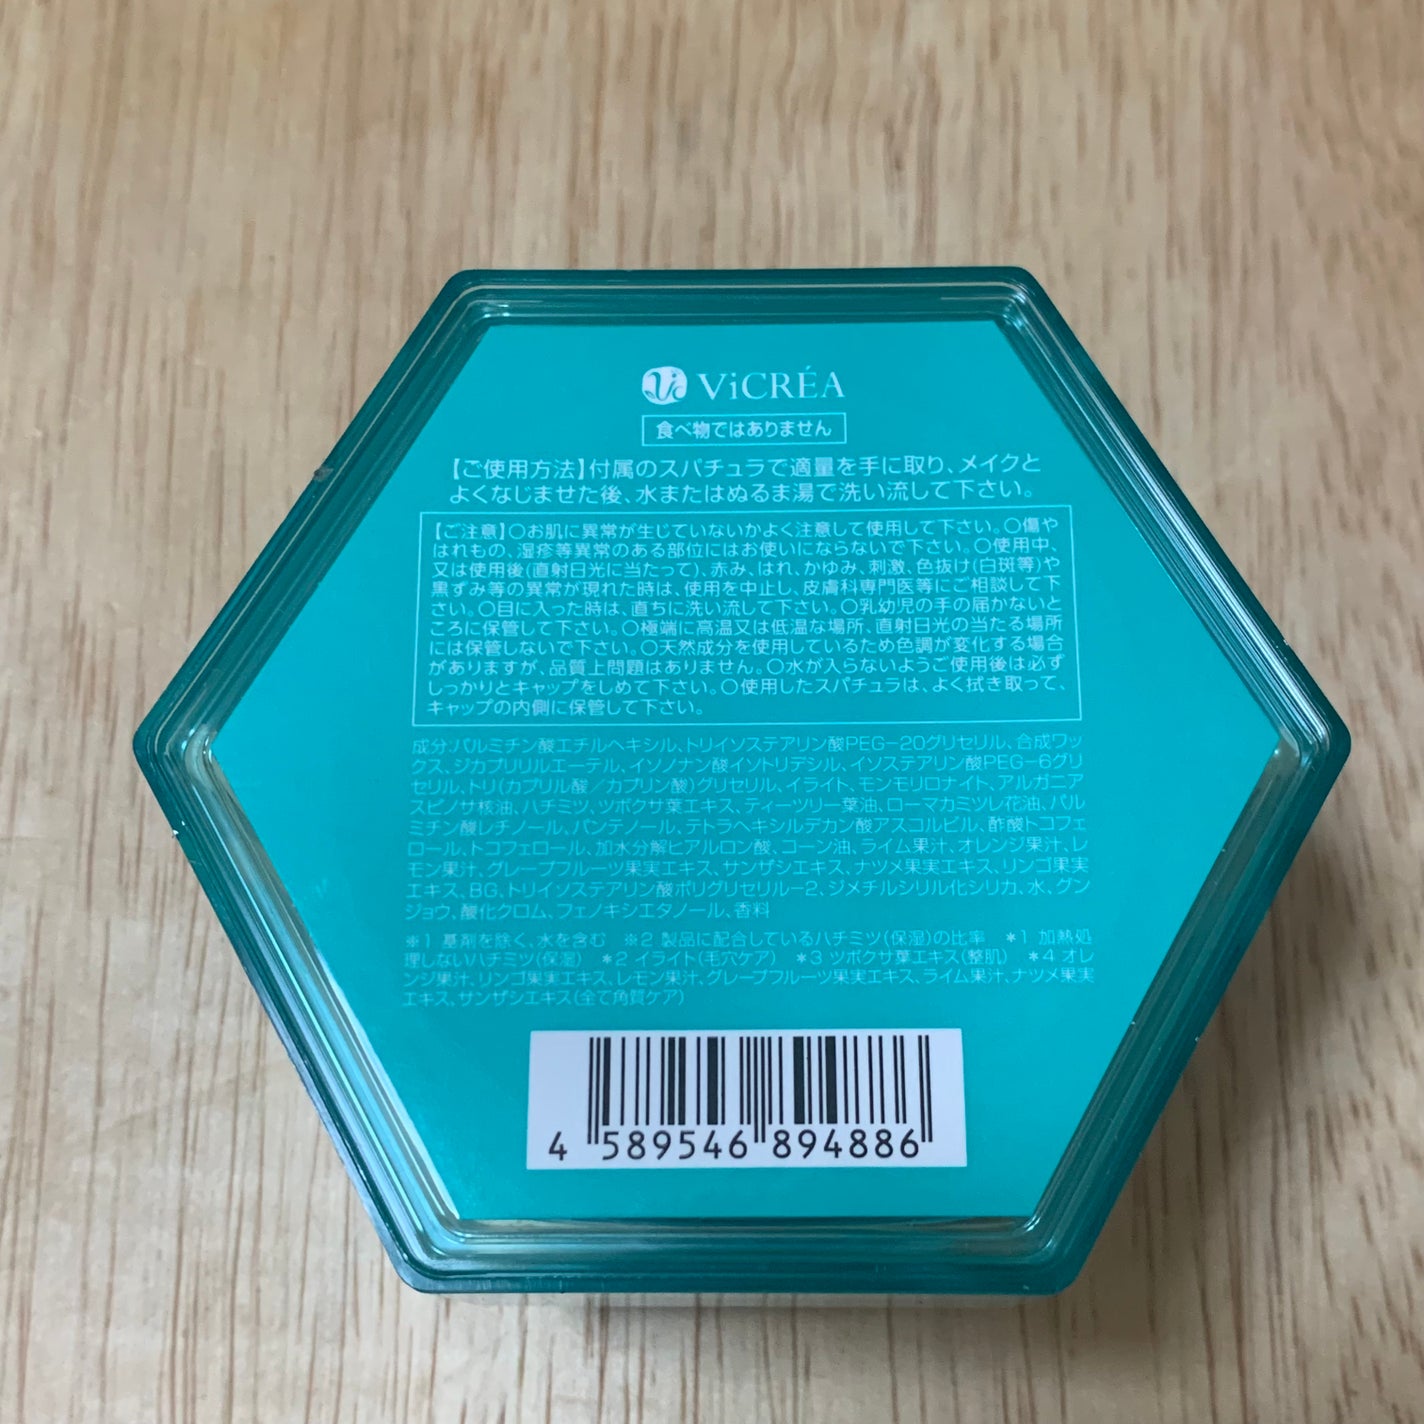 Vic ViCRÉA
食べ物ではありません
【ご使用方法】付属のスパチュラで適量を手に取り、メイクと
よくなじませた後、水またはぬるま湯で洗い流して下さい。
【ご注意】○お肌に異常が生じていないかよく注意して使用して下さい。○傷や
はれもの、湿疹等異常のある部位にはお使いにならないで下さい。○使用中、
又は使用後(直射日光に当たって)、赤み、はれ、かゆみ、刺激、色抜け(白斑等)や
黒ずみ等の異常が現れた時は、使用を中止し、皮膚科専門医等にご相談して下
さい。○目に入った時は、直ちに洗い流して下さい。○乳幼児の手の届かないと
ころに保管して下さい。○極端に高温又は低温な場所、直射日光の当たる場所
には保管しないで下さい。○天然成分を使用しているため色調が変化する場合
がありますが、品質上問題はありません。○水が入らないようご使用後は必ず
しっかりとキャップをしめて下さい。○使用したスパチュラは、よく拭き取って、
キャップの内側に保管して下さい。
成分:パルミチン酸エチルヘキシル、トリイソステアリン酸PEG-20グリセリル、合成ワッ
クス、ジカプリリルエーテル、イソノナン酸イソトリデシル、イソステアリン酸PEG-6グリ
セリル、トリ(カプリル酸/カプリン酸)グリセリル、イライト、モンモリロナイト、アルガニア
スピノサ核油、ハチミツ、ツボクサ葉エキス、ティーツリー葉油、ローマカミツレ花油、パル
ミチン酸レチノール、パンテノール、テトラヘキシルデカン酸アスコルビル、酢酸トコフェ
ロール、トコフェロール、加水分解ヒアルロン酸、コーン油、ライム果汁、オレンジ果汁、レ
モン果汁、グレープフルーツ果実エキス、サンザシエキス、ナツメ果実エキス、リンゴ果実
エキス、BG、トリイソステアリン酸ポリグリセリル-2、ジメチルシリル化シリカ、水、グン
ジョウ、酸化クロム、フェノキシエタノール、香料
※1 基剤を除く、水を含む ※2 製品に配合しているハチミツ(保湿)の比率 *1 加熱処
理しないハチミツ(保湿) *2 イライト(毛穴ケア) *3 ツボクサ葉エキス(整肌) *4 オレ
ンジ果汁、リンゴ果実エキス、レモン果汁、グレープフルーツ果実エキス、ライム果汁、ナツメ果実
エキス、サンザシエキス(全て角質ケア)
4 589546 894886